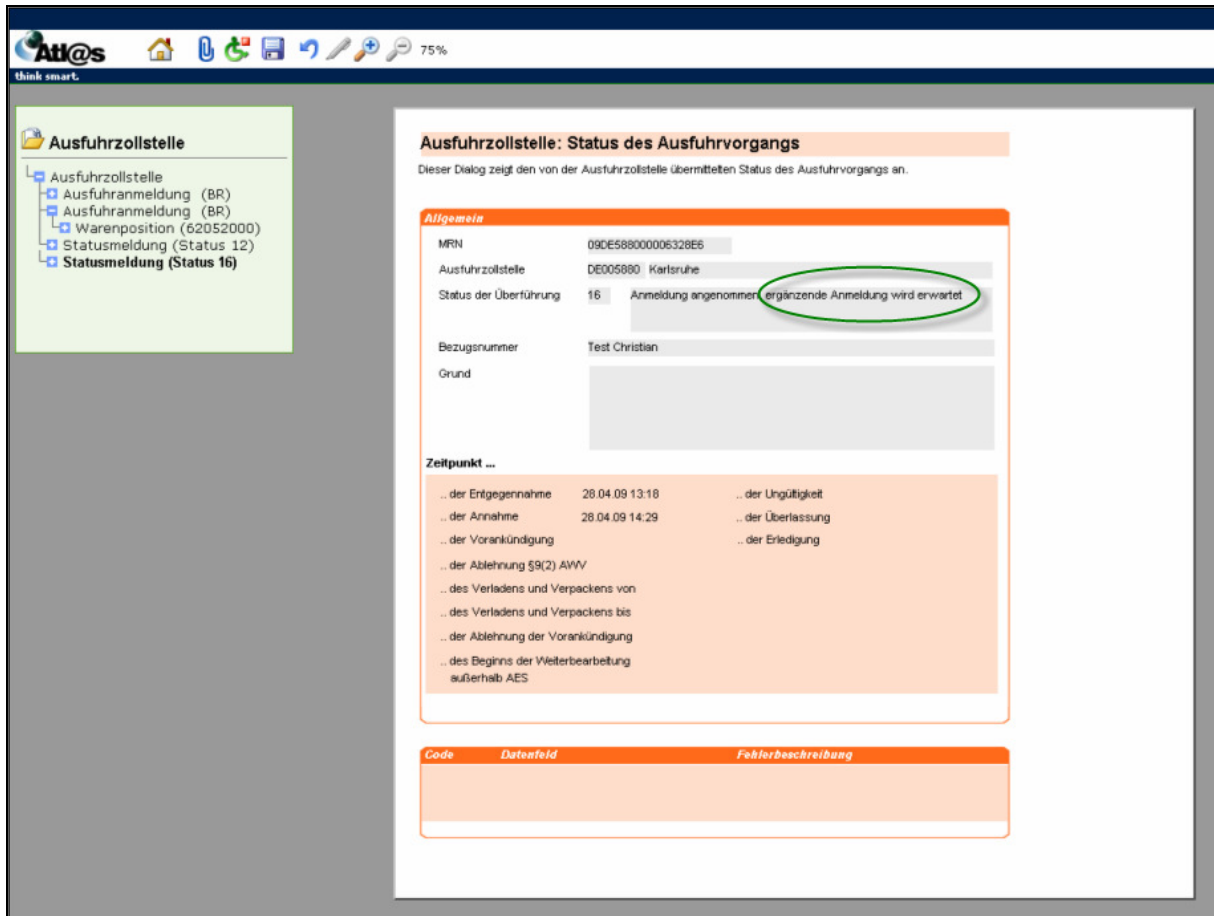 Atl@s
75%
think smart.
Ausfuhrzollstelle
Ausfuhrzollstelle
Ausfuhranmeldung (BR)
Ausfuhranmeldung (BR)
Warenposition (62052000)
Statusmeldung (Status 12)
Statusmeldung (Status 16)
Ausfuhrzollstelle: Status des Ausfuhrvorgangs
Dieser Dialog zeigt den von der Ausfuhrzollstelle übermittelten Status des Ausfuhrvorgangs an.
Allgemein
MRN 09DE588000006328E6
Ausfuhrzollstelle DE005880 Karlsruhe
Status der Überführung 16 Anmeldung angenommen, ergänzende Anmeldung wird erwartet
Bezugsnummer Test Christian
Grund
Zeitpunkt ...
.. der Entgegennahme 28.04.09 13:18 .. der Ungültigkeit
.. der Annahme 28.04.09 14:29 .. der Überlassung
.. der Vorankündigung .. der Erledigung
.. der Ablehnung §9(2) AWV
.. des Verladens und Verpackens von
.. des Verladens und Verpackens bis
.. der Ablehnung der Vorankündigung
.. des Beginns der Weiterbearbeitung
außerhalb AES
Code Datenfeld Fehlerbeschreibung